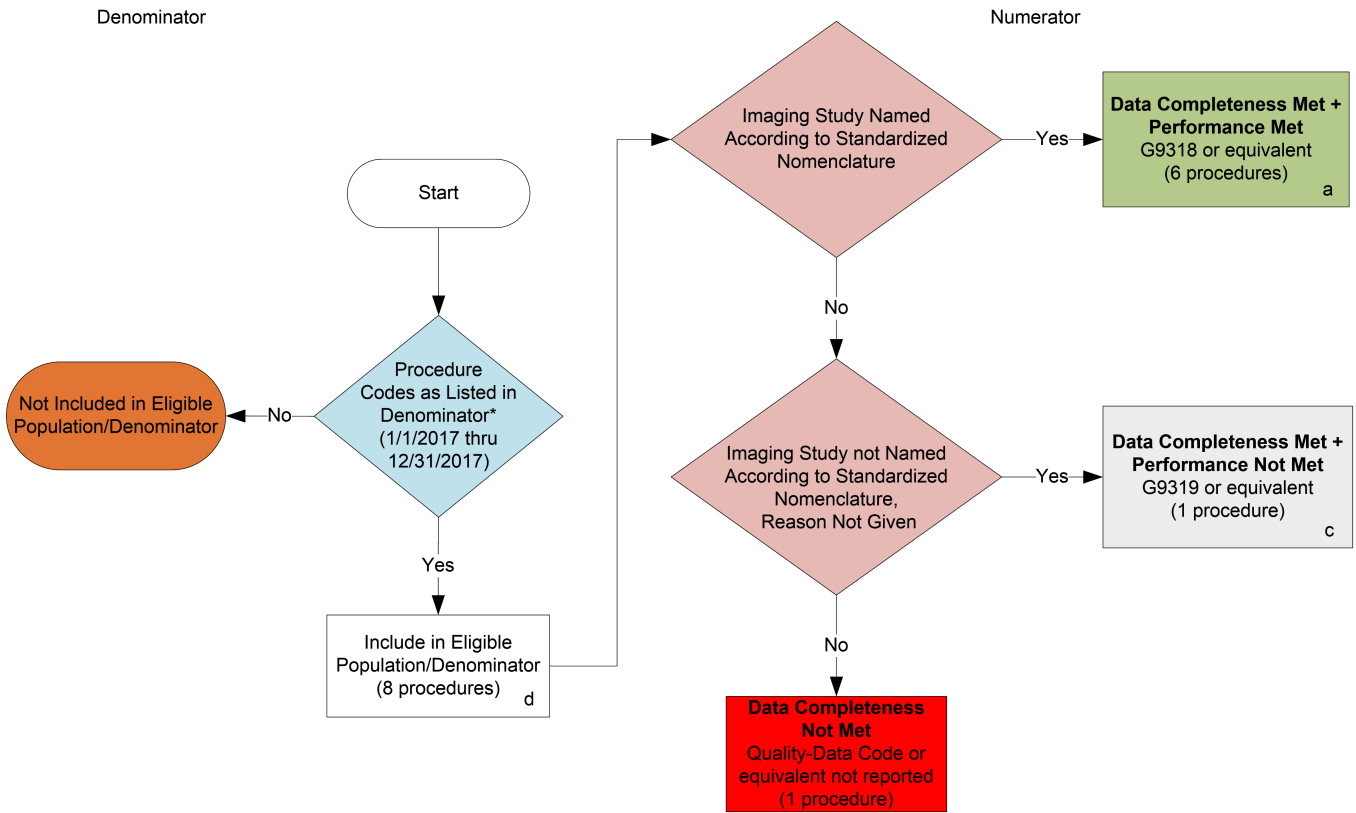 Denominator
Numerator
Start
Procedure
Codes as Listed in
Denominator*
(1/1/2017 thru
12/31/2017)
No
Not Included in Eligible
Population/Denominator
Yes
Include in Eligible
Population/Denominator
(8 procedures)
d
Imaging Study Named
According to Standardized
Nomenclature
Yes
Data Completeness Met +
Performance Met
G9318 or equivalent
(6 procedures)
a
No
Imaging Study not Named
According to Standardized
Nomenclature,
Reason Not Given
Yes
Data Completeness Met +
Performance Not Met
G9319 or equivalent
(1 procedure)
c
No
Data Completeness
Not Met
Quality-Data Code or
equivalent not reported
(1 procedure)